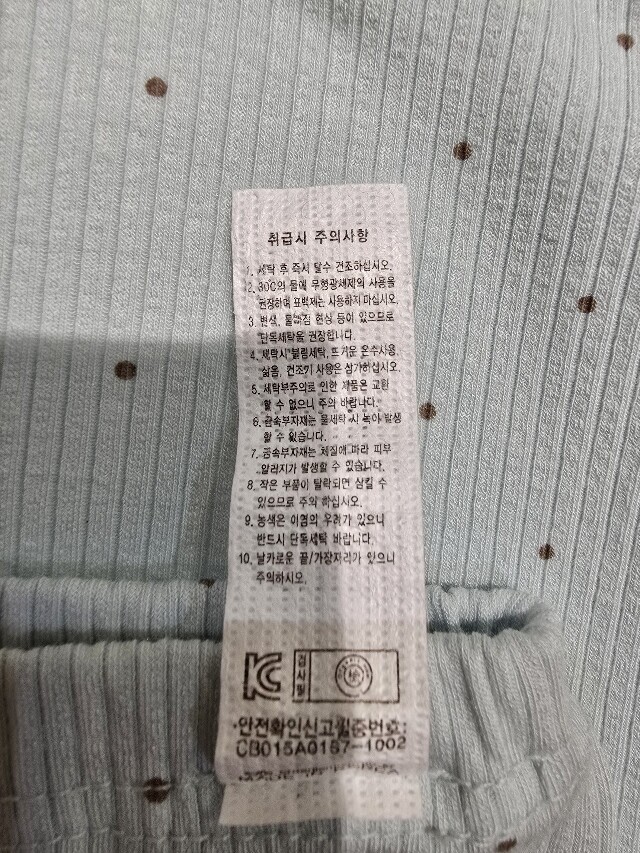 취급시 주의사항
1. 세탁 후 즉시 탈수 건조하십시오.
2. 30C의 물에 무형광세제의 사용을
권장하며 표백제는 사용하지 마십시오.
3. 변색, 물빠짐 현상 등이 있으므로
단독세탁을 권장합니다.
4. 세탁시 불림세탁, 뜨거운 온수사용,
삶음, 건조기 사용은 삼가하십시오.
5. 세탁부주의로 인한 제품은 교환
할 수 없으니 주의 바랍니다.
6. 금속부자재는 물세탁 시 녹이 발생
할 수 있습니다.
7. 금속부자재는 체질에 따라 피부
알러지가 발생할 수 있습니다.
8. 작은 부품이 탈락되면 삼킬 수
있으므로 주의 하십시오.
9. 농색은 이염의 우려가 있으니
반드시 단독세탁 바랍니다.
10. 날카로운 끝/가장자리가 있으니
주의하시오.
KC 검사필
*안전확인신고필증번호:
CB015A0187-1002